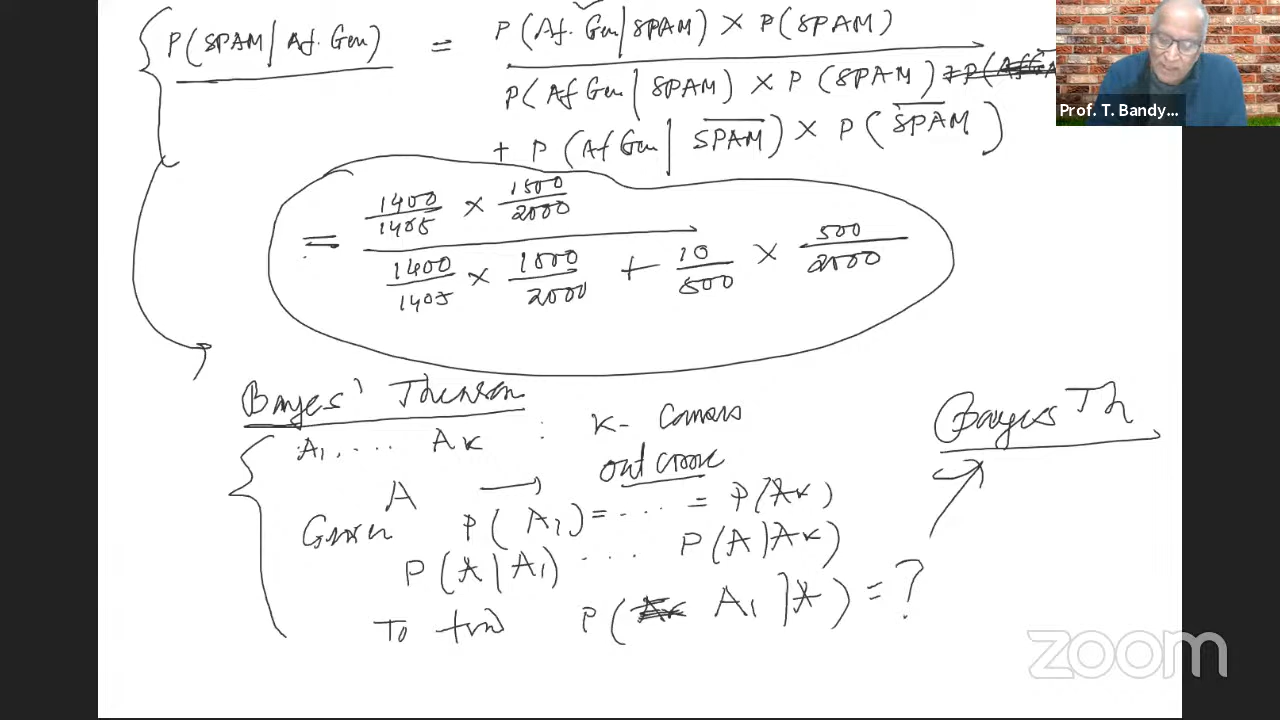 P(SPAM | Af. Gen) = P(Af. Gen | SPAM) × P(SPAM)
P(Af Gen | SPAM) × P(SPAM)
+ P(Af Gen | SPAM) × P(SPAM)
= 1400/1405 × 1500/2000
1400/1405 × 1000/2000 + 10/500 × 500/2000
Bayes' Theorem
Bayes Th
A₁, .... Aₖ : K- Causes
A → outcome
Given P(A₁) = ..... = P(Aₖ)
P(A | A₁) .... P(A | Aₖ)
To find P( A₁ | A) = ?
Prof. T. Bandy...
zoom